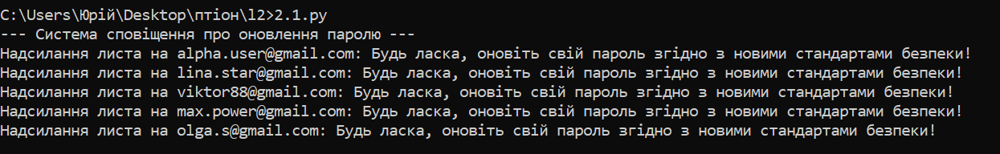 C:\Users\Юрій\Desktop\птіон\l2>2.1.py
--- Система сповіщення про оновлення паролю ---
Надсилання листа на alpha.user@gmail.com: Будь ласка, оновіть свій пароль згідно з новими стандартами безпеки!
Надсилання листа на lina.star@gmail.com: Будь ласка, оновіть свій пароль згідно з новими стандартами безпеки!
Надсилання листа на viktor88@gmail.com: Будь ласка, оновіть свій пароль згідно з новими стандартами безпеки!
Надсилання листа на max.power@gmail.com: Будь ласка, оновіть свій пароль згідно з новими стандартами безпеки!
Надсилання листа на olga.s@gmail.com: Будь ласка, оновіть свій пароль згідно з новими стандартами безпеки!